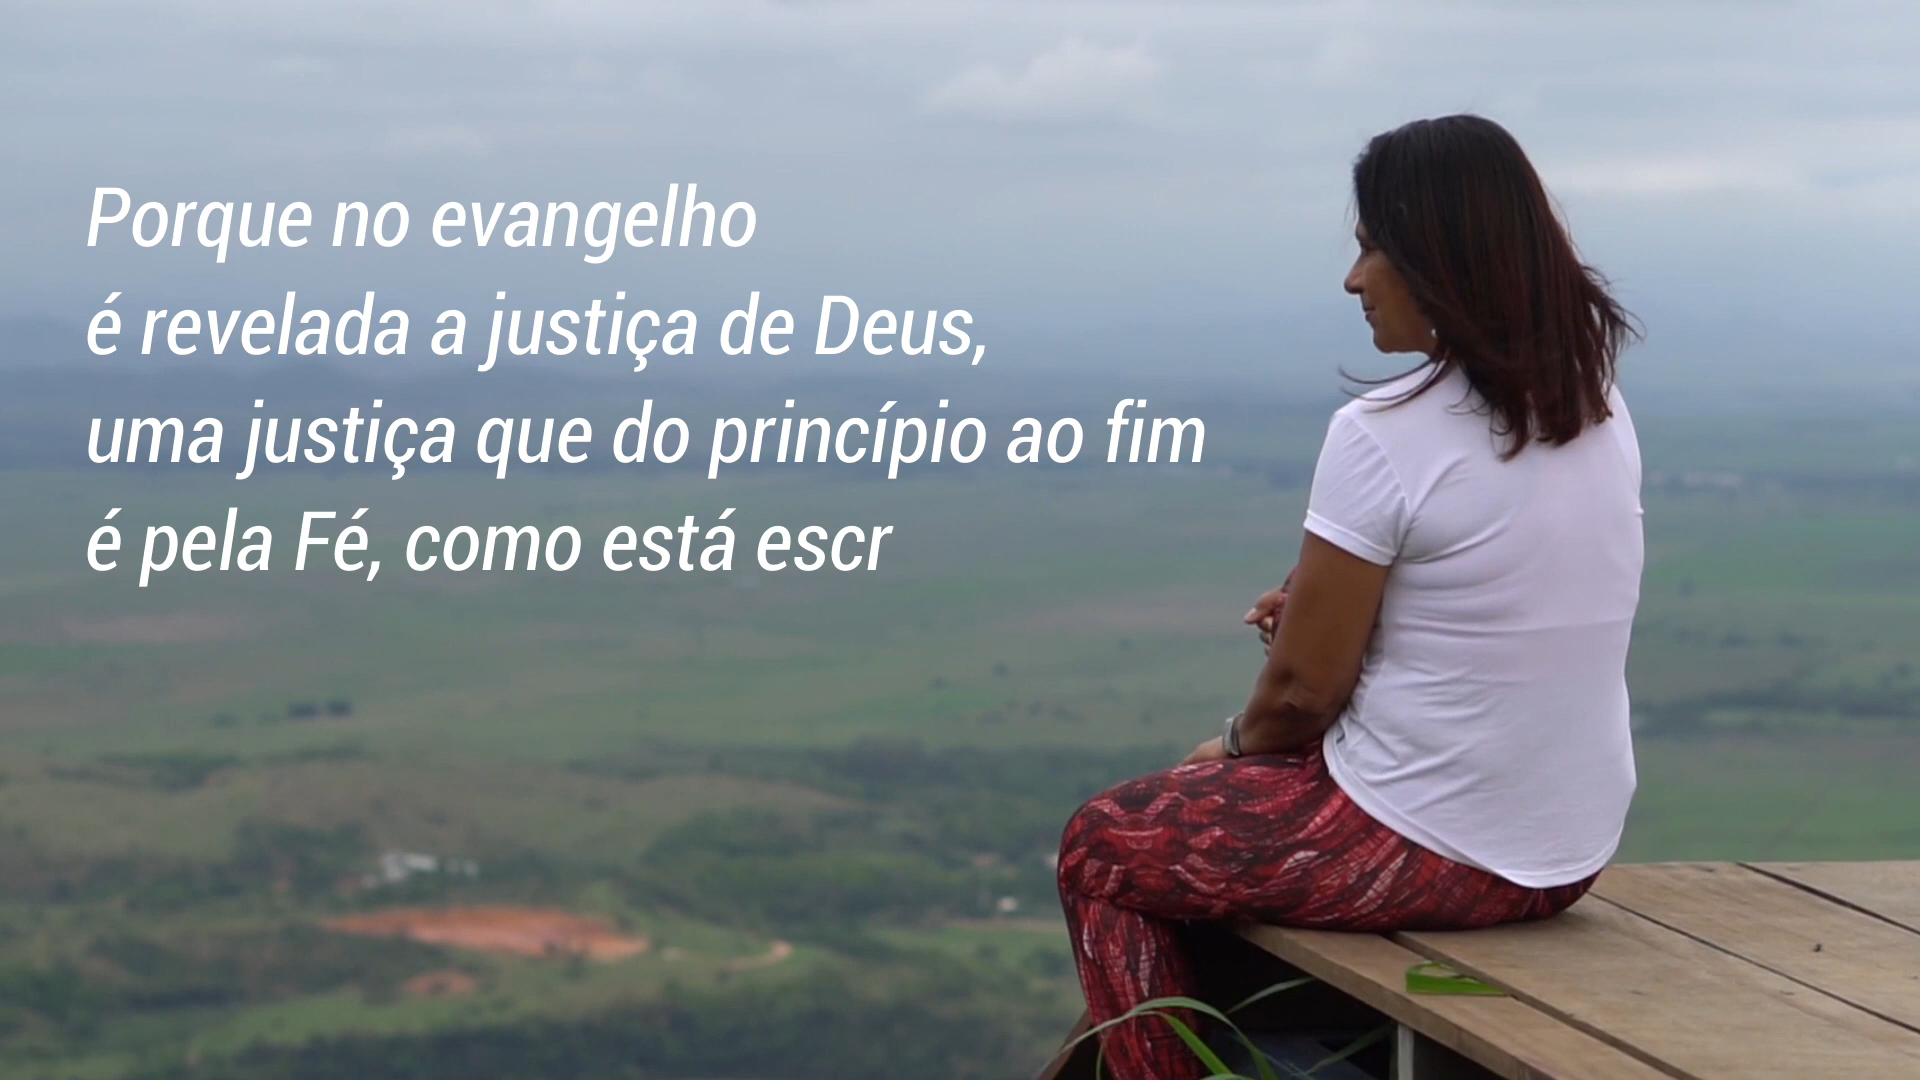 Porque no evangelho
é revelada a justiça de Deus,
uma justiça que do princípio ao fim
é pela Fé, como está escr